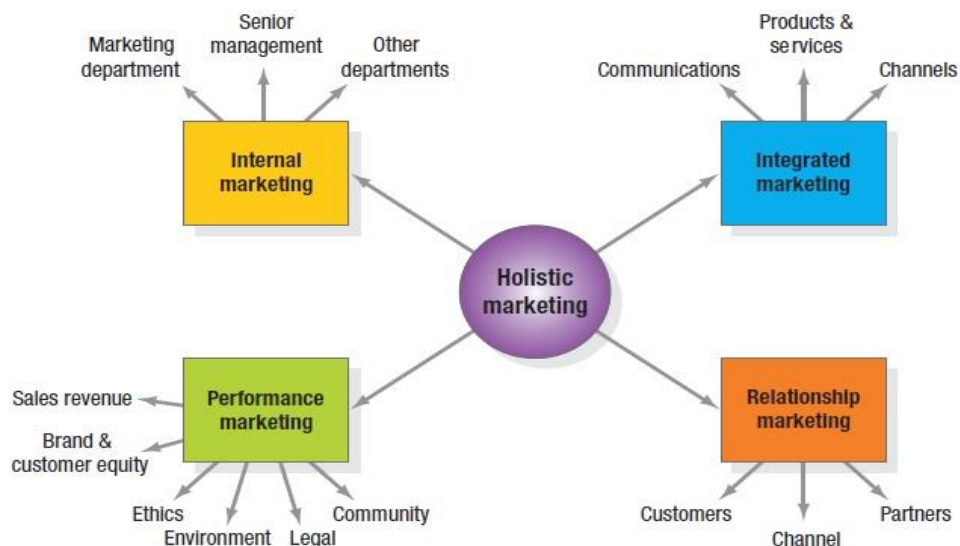 Senior
management
Marketing
department
Other
departments
Internal
marketing
Products &
services
Communications
Channels
Integrated
marketing
Holistic
marketing
Performance
marketing
Sales revenue
Brand &
customer equity
Ethics
Environment
Legal
Community
Relationship
marketing
Customers
Channel
Partners